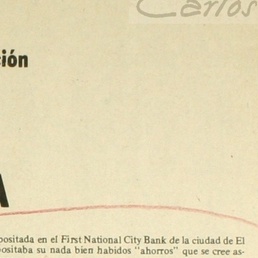 Carlos
ción
A
positada en el First National City Bank de la ciudad de El
positaba su nada bien habidos "ahorros" que se cree as-